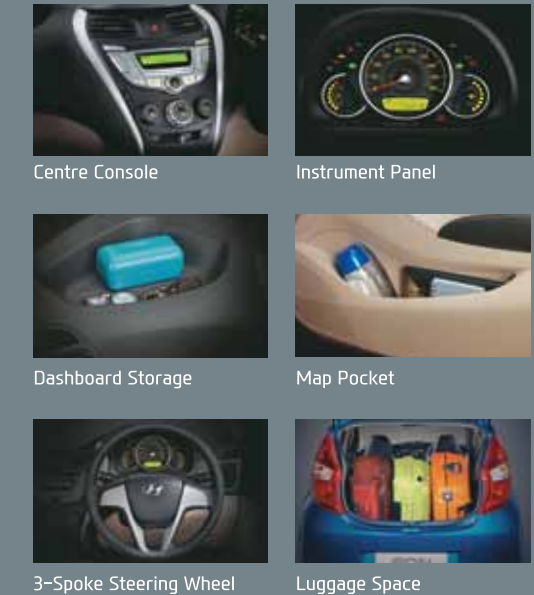 Centre Console
Instrument Panel
Dashboard Storage
Map Pocket
3-Spoke Steering Wheel
Luggage Space